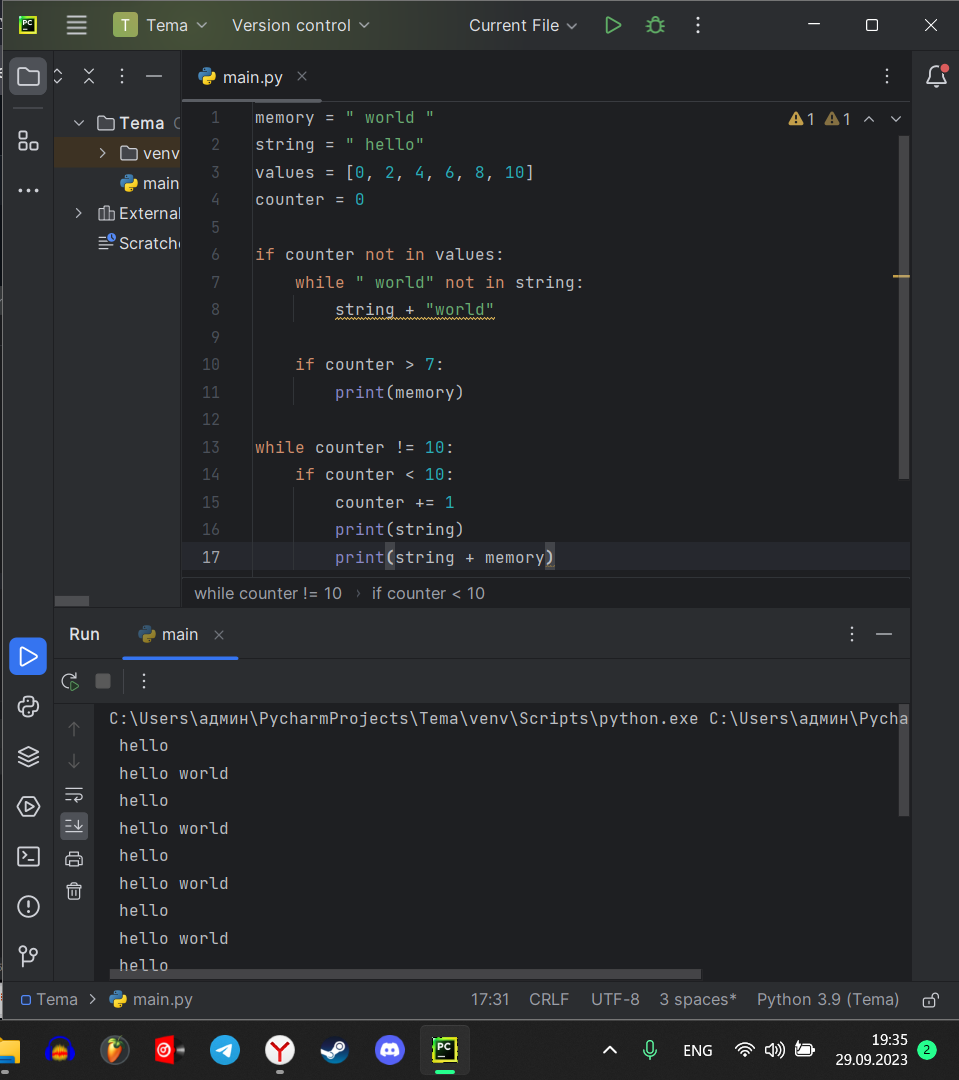 PC
T Tema Version control Current File
main.py
Tema
venv
main
External
Scratche
1 memory = " world "
2 string = " hello"
3 values = [0, 2, 4, 6, 8, 10]
4 counter = 0
5
6 if counter not in values:
7 while " world" not in string:
8 string + "world"
9
10 if counter > 7:
11 print(memory)
12
13 while counter != 10:
14 if counter < 10:
15 counter += 1
16 print(string)
17 print(string + memory)
1 1
while counter != 10 › if counter < 10
Run main
C:\Users\админ\PycharmProjects\Tema\venv\Scripts\python.exe C:\Users\админ\Pycha
hello
hello world
hello
hello world
hello
hello world
hello
hello world
hello
Tema > main.py 17:31 CRLF UTF-8 3 spaces* Python 3.9 (Tema)
PC
ENG
19:35
29.09.2023
2